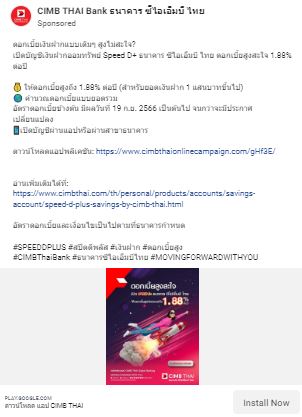 CIMB THAI Bank ธนาคาร ซีไอเอ็มบี ไทย
Sponsored
ดอกเบี้ยเงินฝากแบบเดิมๆ สูงไม่สะใจ?
เปิดบัญชีเงินฝากออมทรัพย์ Speed D+ ธนาคาร ซีไอเอ็มบี ไทย ดอกเบี้ยสูงสะใจ 1.88%
ต่อปี
ให้ดอกเบี้ยสูงถึง 1.88% ต่อปี (สำหรับยอดเงินฝาก 1 แสนบาทขึ้นไป)
คำนวณดอกเบี้ยแบบยอดรวม
อัตราดอกเบี้ยข้างต้น มีผลวันที่ 19 ก.ย. 2566 เป็นต้นไป จนกว่าจะมีประกาศ
เปลี่ยนแปลง
เปิดบัญชีผ่านแอปหรือผ่านสาขาธนาคาร
ดาวน์โหลดแอปพลิเคชัน: https://www.cimbthaionlinecampaign.com/gHf3E/
อ่านเพิ่มเติมได้ที่:
https://www.cimbthai.com/th/personal/products/accounts/savings-
account/speed-d-plus-savings-by-cimb-thai.html
อัตราดอกเบี้ยและเงื่อนไขเป็นไปตามที่ธนาคารกำหนด
#SPEEDDPLUS #สปีดดีพลัส #เงินฝาก #ดอกเบี้ยสูง
#CIMBThaiBank #ธนาคารซีไอเอ็มบีไทย #MOVINGFORWARDWITHYOU
ดอกเบี้ยสูงสะใจ
1.88%
CIMB THAI
PLAY.GOOGLE.COM
ดาวน์โหลด แอป CIMB THAI
Install Now